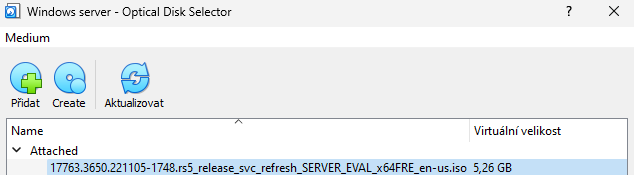 Windows server - Optical Disk Selector
?
Medium
Přidat Create Aktualizovat
Name Virtuální velikost
Attached
17763.3650.221105-1748.rs5_release_svc_refresh_SERVER_EVAL_x64FRE_en-us.iso 5,26 GB